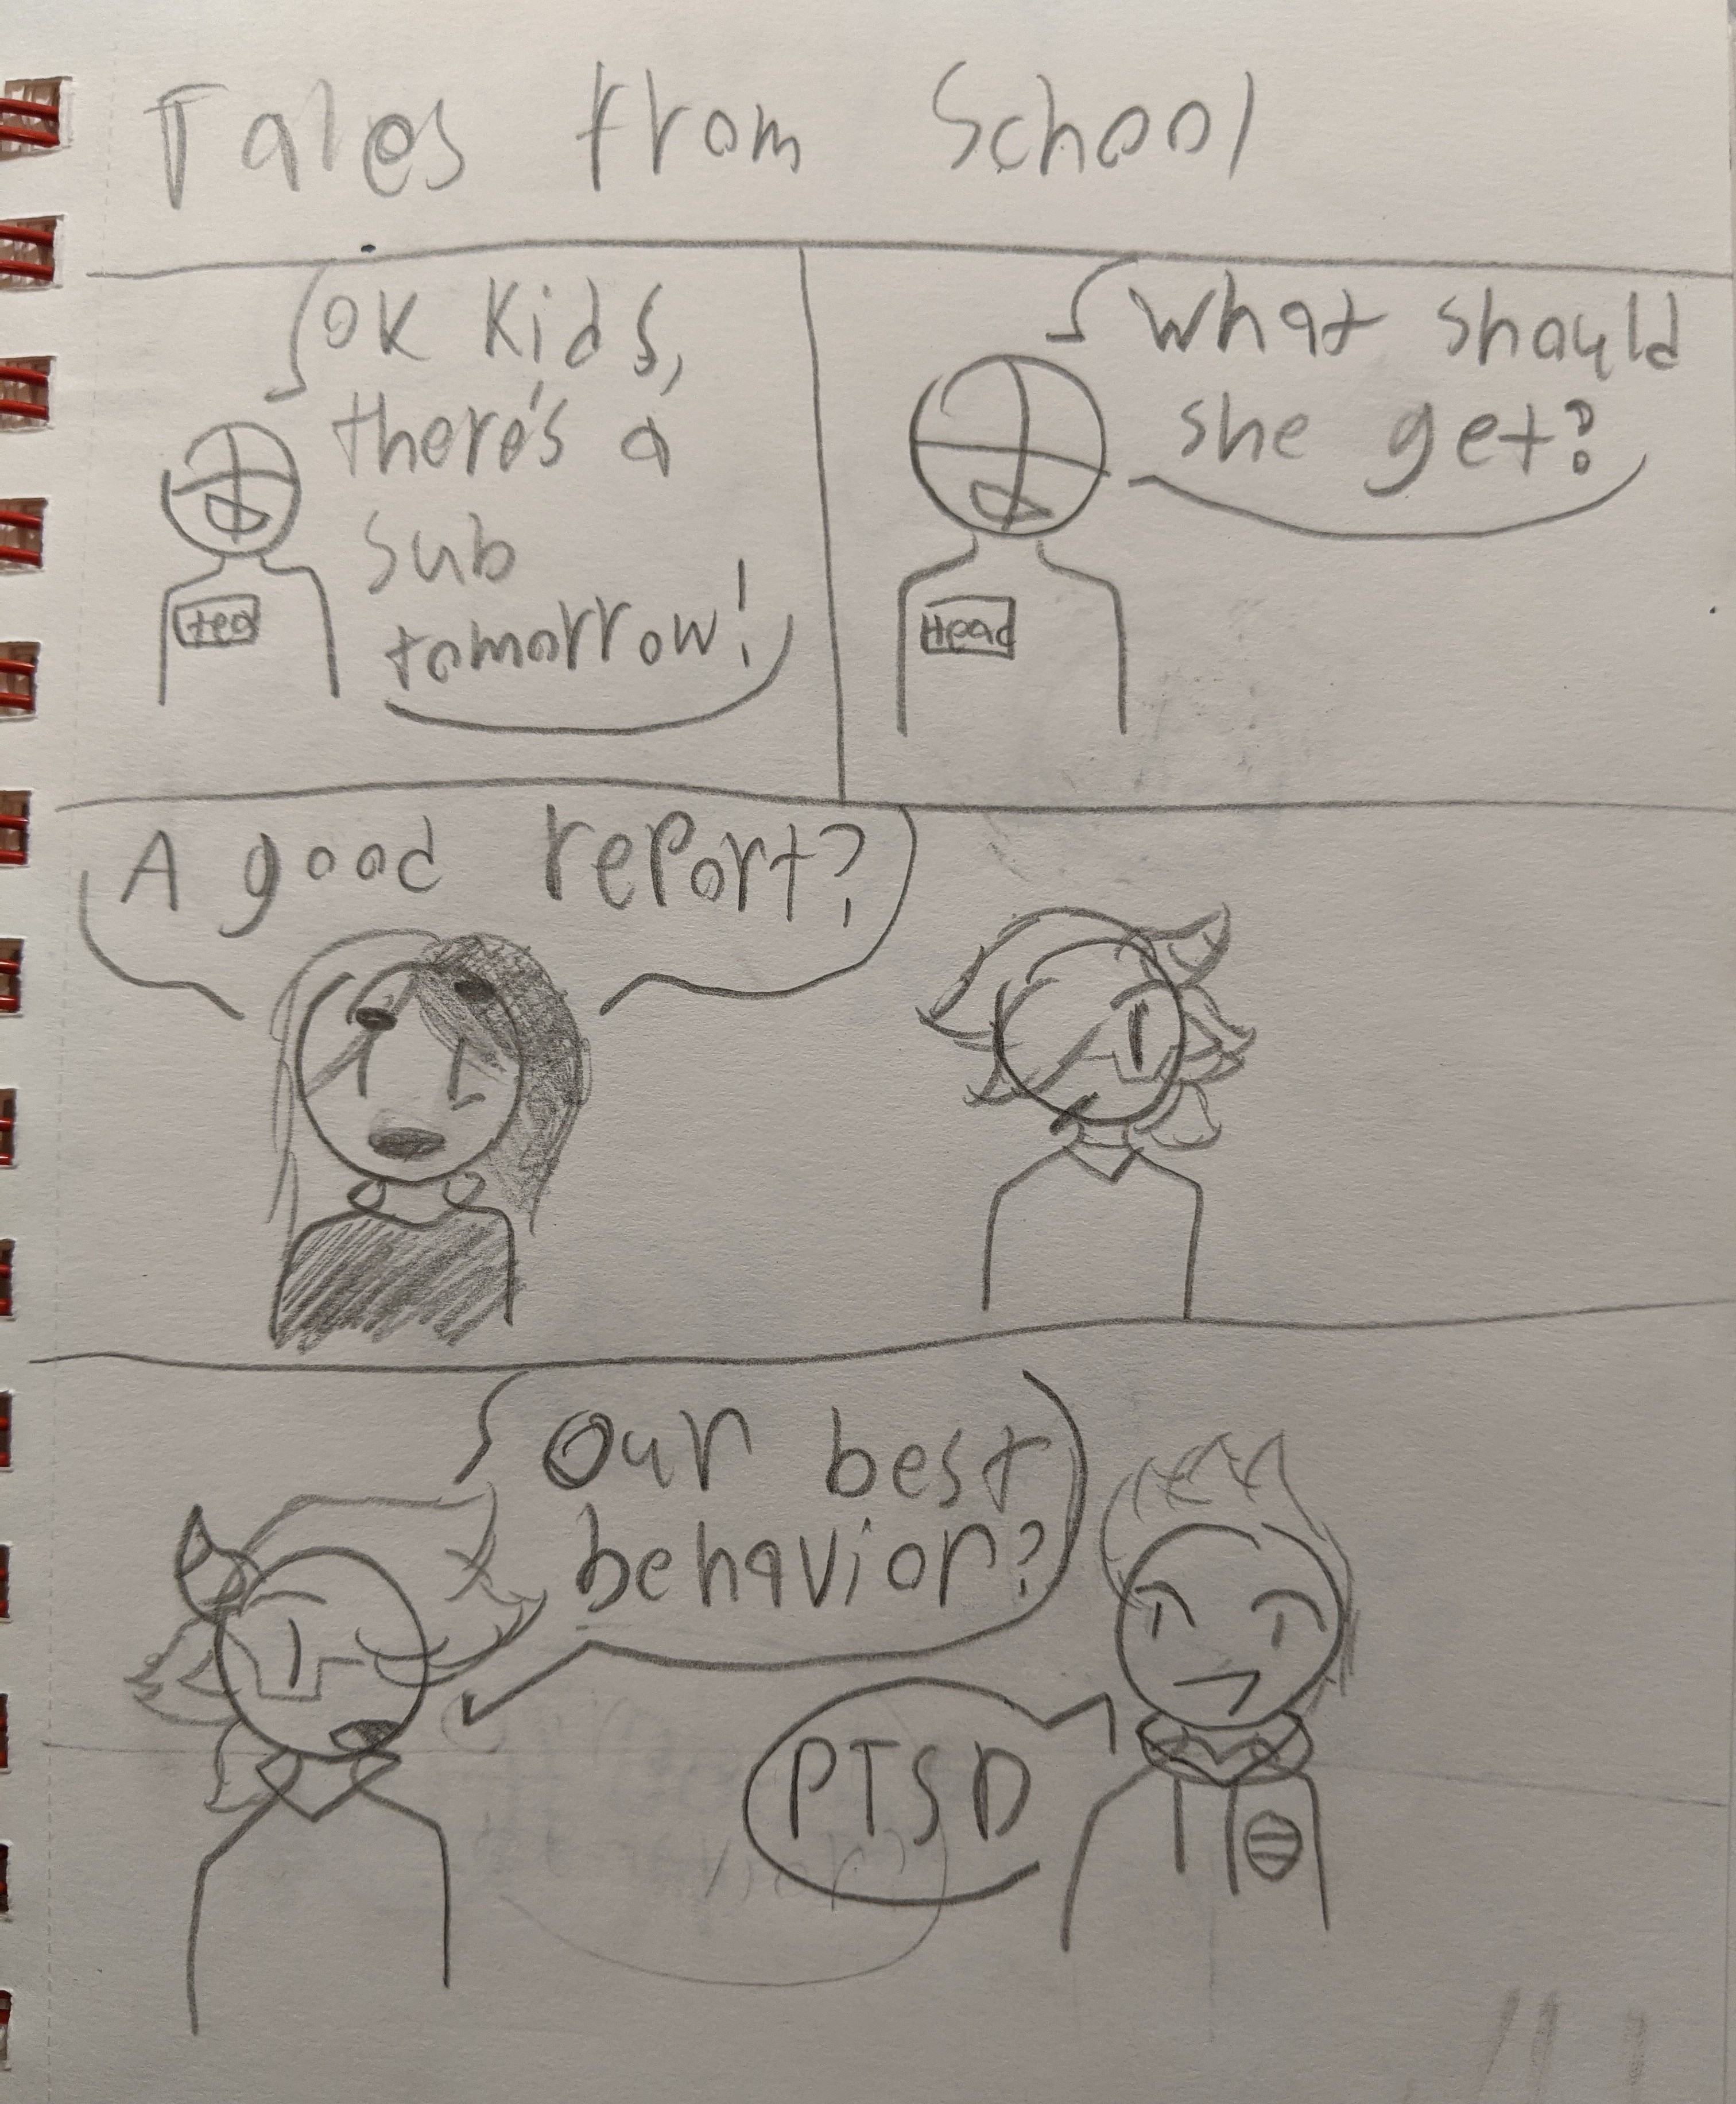 Tales from School
OK Kids,
there's a
sub
tomorrow!
tea
What should
she get?
Head
A good report?
Our best
behavior?
PTSD